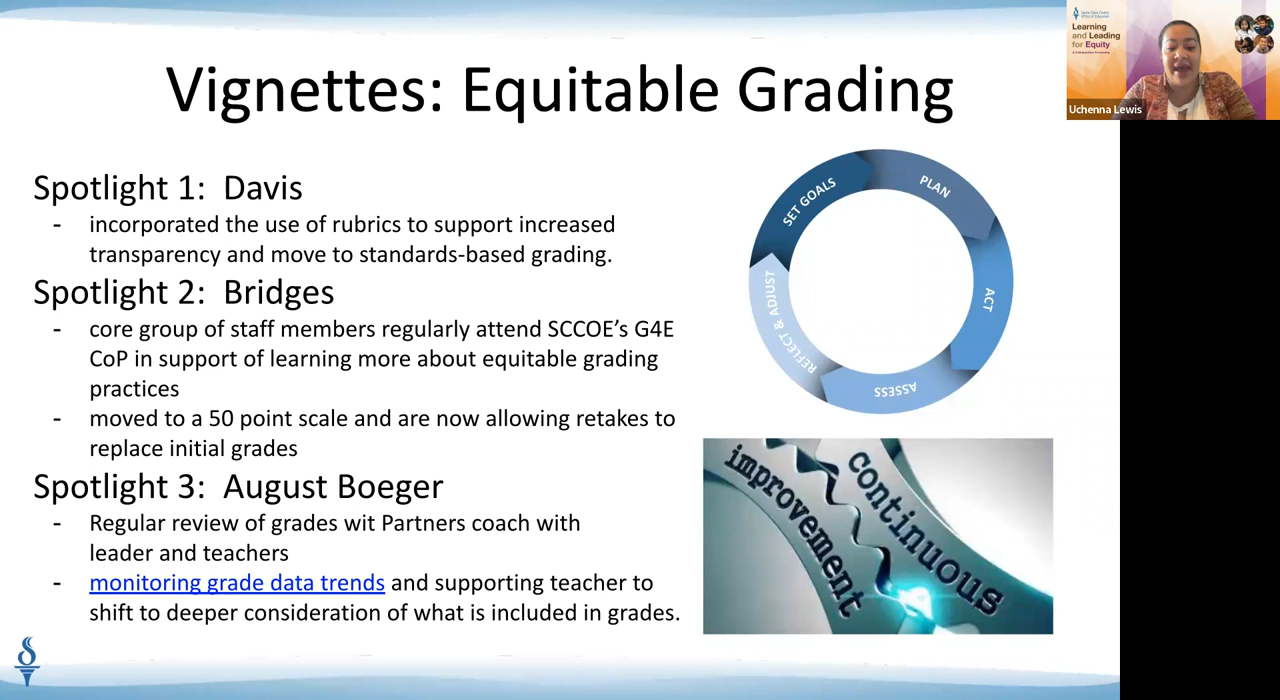 Vignettes: Equitable Grading
Spotlight 1: Davis
- incorporated the use of rubrics to support increased
transparency and move to standards-based grading.
Spotlight 2: Bridges
- core group of staff members regularly attend SCCOE’s G4E
CoP in support of learning more about equitable grading
practices
- moved to a 50 point scale and are now allowing retakes to
replace initial grades
Spotlight 3: August Boeger
- Regular review of grades wit Partners coach with
leader and teachers
- monitoring grade data trends and supporting teacher to
shift to deeper consideration of what is included in grades.
SET GOALS
PLAN
ACT
ASSESS
REFLECT & ADJUST
continuous
improvement
Learning
and Leading
for Equity
Uchenna Lewis